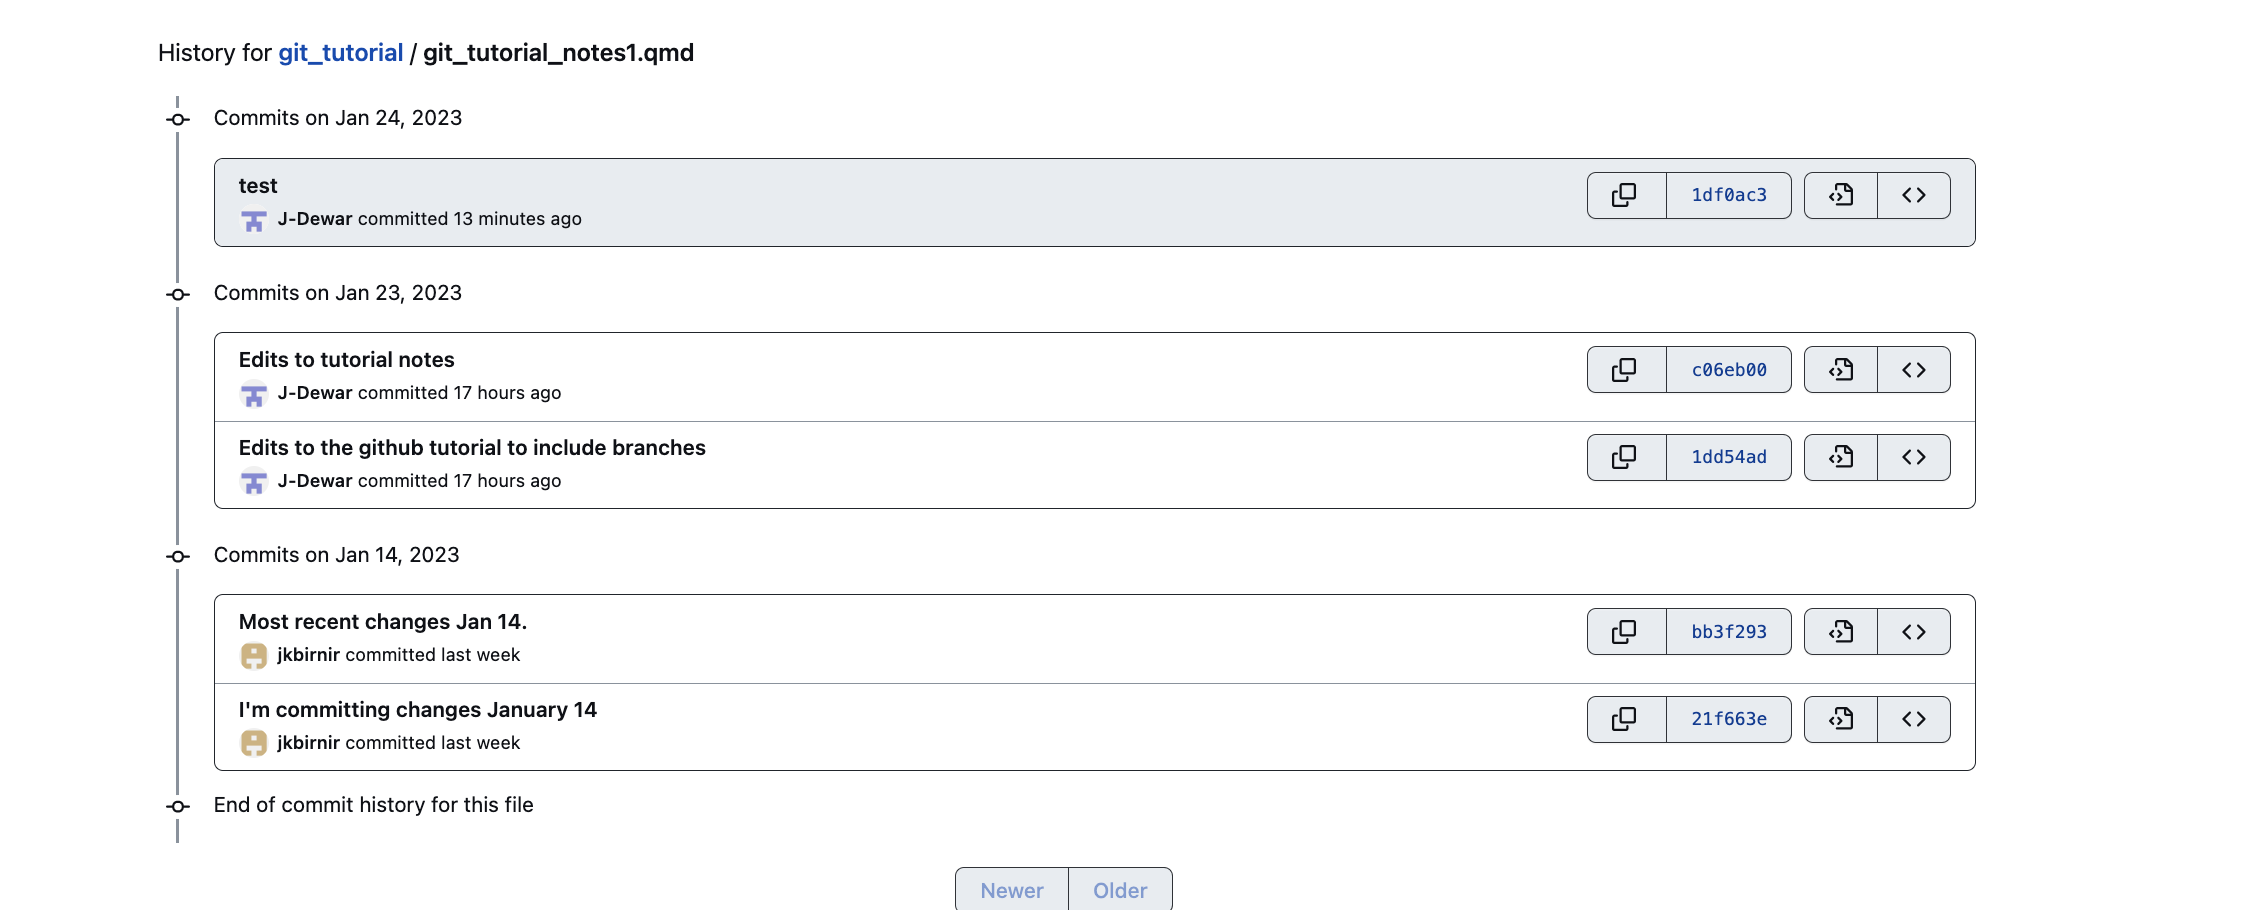 History for git_tutorial / git_tutorial_notes1.qmd
Commits on Jan 24, 2023
test
1df0ac3
J-Dewar committed 13 minutes ago
Commits on Jan 23, 2023
Edits to tutorial notes
c06eb00
J-Dewar committed 17 hours ago
Edits to the github tutorial to include branches
1dd54ad
J-Dewar committed 17 hours ago
Commits on Jan 14, 2023
Most recent changes Jan 14.
bb3f293
jkbirnir committed last week
I'm committing changes January 14
21f663e
jkbirnir committed last week
End of commit history for this file
Newer Older